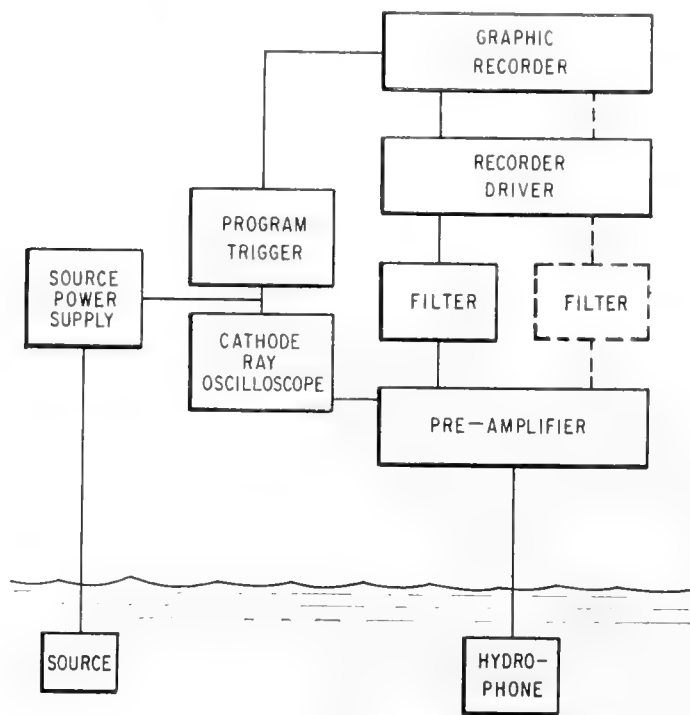 GRAPHIC
RECORDER
RECORDER
DRIVER
PROGRAM
TRIGGER
SOURCE
POWER
SUPPLY
FILTER
FILTER
CATHODE
RAY
OSCILLOSCOPE
PRE-AMPLIFIER
SOURCE
HYDRO-
PHONE